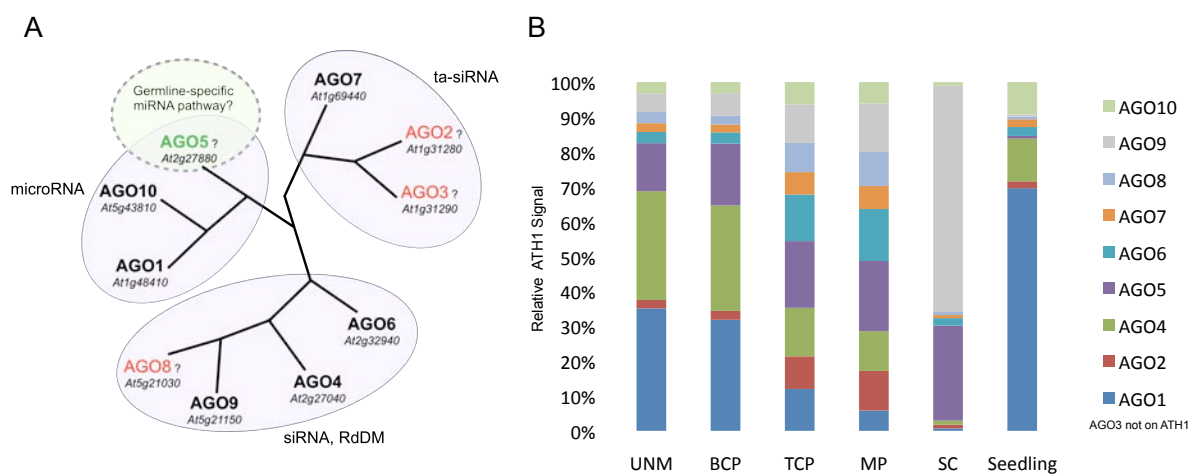 A
Germline-specific
miRNA pathway?
AGO5 ?
At2g27880
microRNA
AGO10
At5g43810
AGO1
At1g48410
AGO7
At1g69440
ta-siRNA
AGO2 ?
At1g31280
AGO3 ?
At1g31290
AGO6
At2g32940
AGO8 ?
At5g21030
AGO9
At5g21150
AGO4
At2g27040
siRNA, RdDM
B
Relative ATH1 Signal
100%
90%
80%
70%
60%
50%
40%
30%
20%
10%
0%
UNM BCP TCP MP SC Seedling
AGO10
AGO9
AGO8
AGO7
AGO6
AGO5
AGO4
AGO2
AGO1
AGO3 not on ATH1